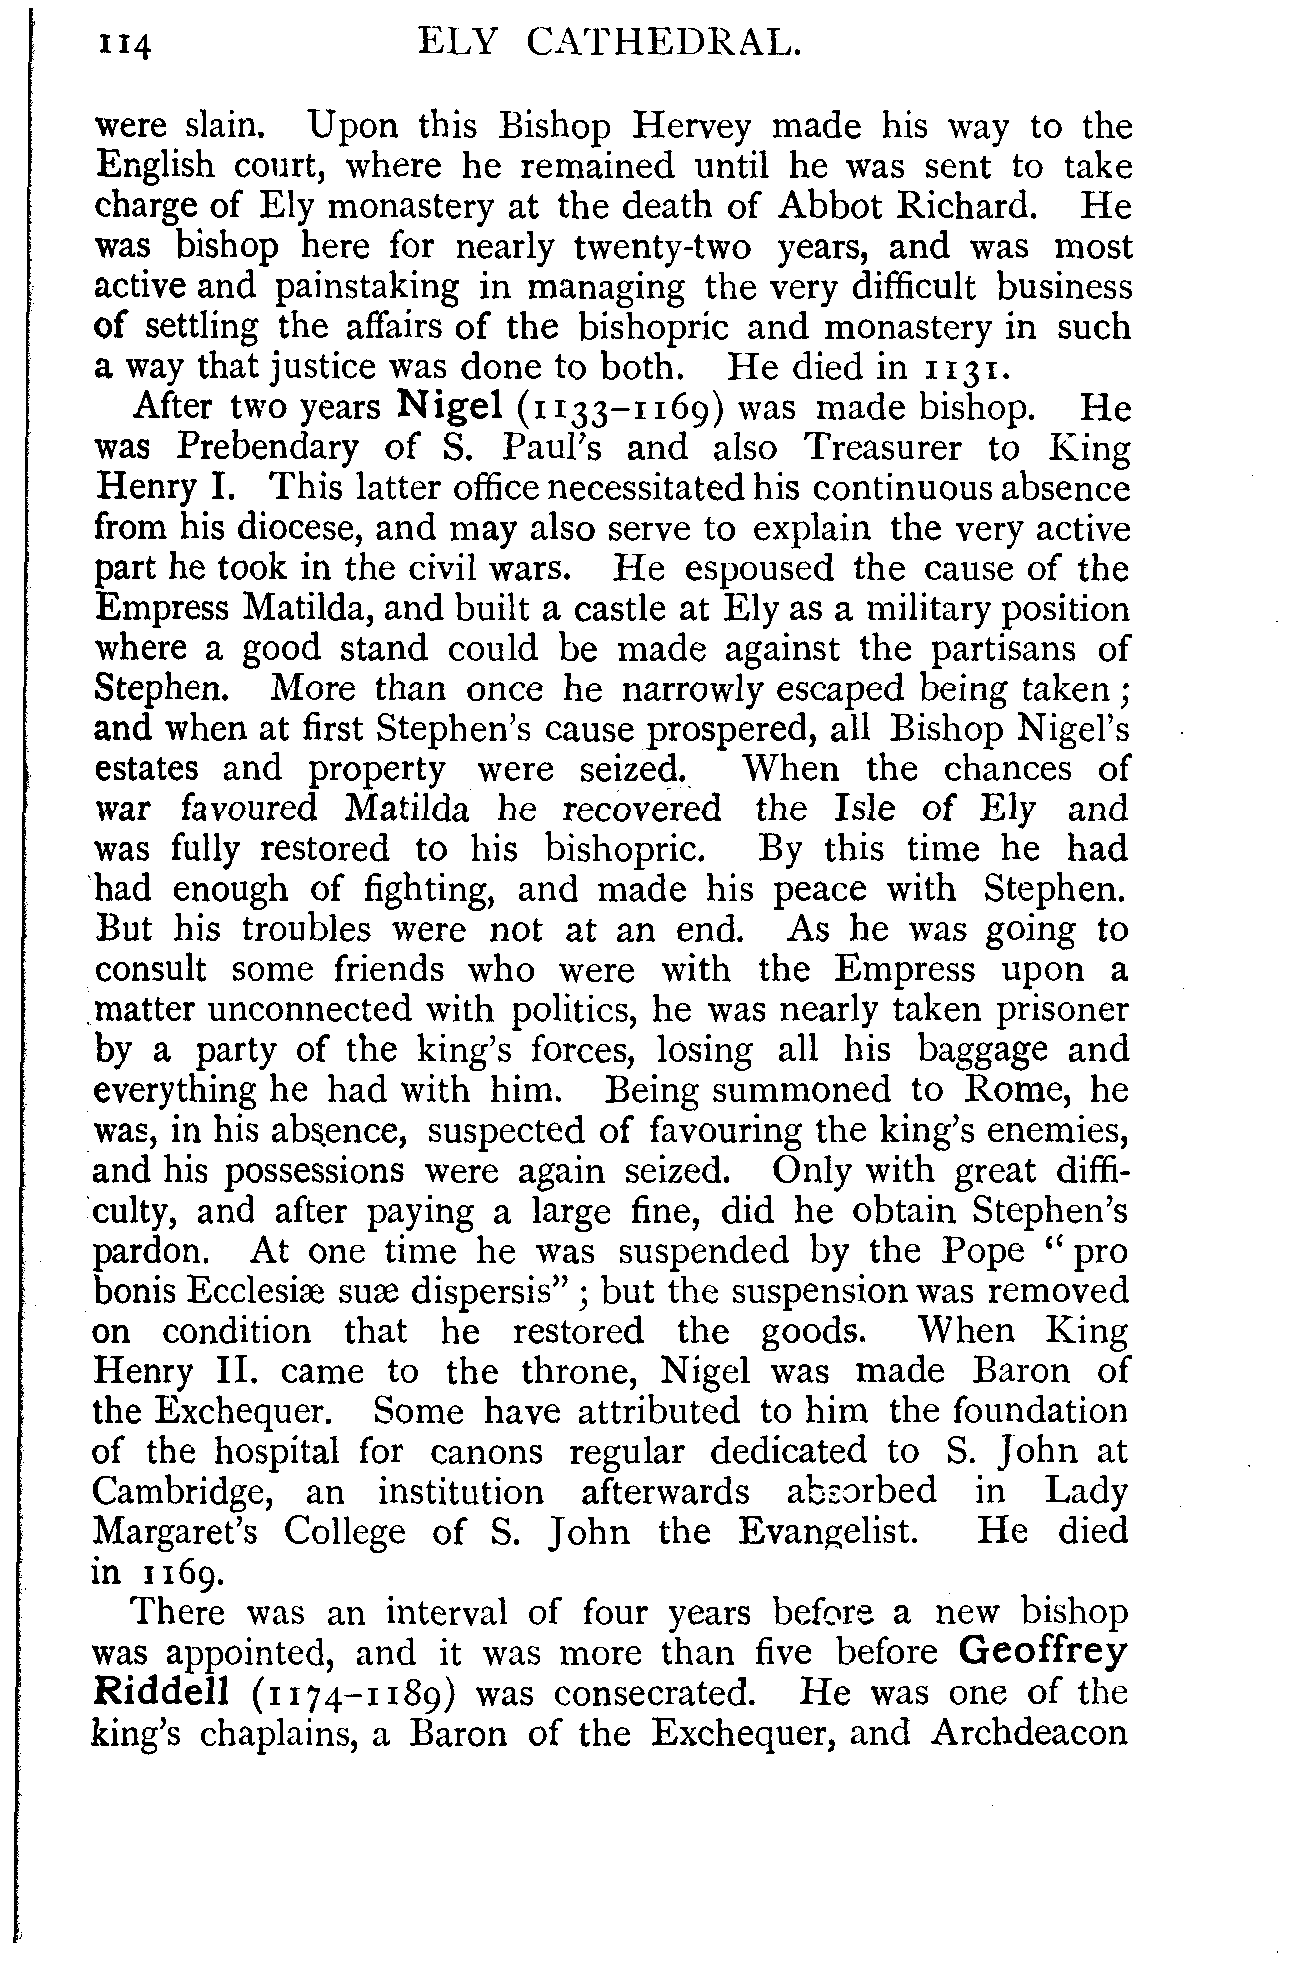 114 ELY CATHEDRAL.
were slain. Upon this Bishop Hervey made his way to the
English court, where he remained until he was sent to take
charge of Ely monastery at the death of Abbot Richard. He
was bishop here for nearly twenty-two years, and was most
active and painstaking in managing the very difficult business
of settling the affairs of the bishopric and monastery in such
a way that justice was done to both. He died in 1131.
After two years Nigel (1133-1169) was made bishop. He
was Prebendary of S. Paul's and also Treasurer to King
Henry I. This latter office necessitated his continuous absence
from his diocese, and may also serve to explain the very active
part he took in the civil wars. He espoused the cause of the
Empress Matilda, and built a castle at Ely as a military position
where a good stand could be made against the partisans of
Stephen. More than once he narrowly escaped being taken;
and when at first Stephen's cause prospered, all Bishop Nigel's
estates and property were seized. When the chances of
war favoured Matilda he recovered the Isle of Ely and
was fully restored to his bishopric. By this time he had
had enough of fighting, and made his peace with Stephen.
But his troubles were not at an end. As he was going to
consult some friends who were with the Empress upon a
matter unconnected with politics, he was nearly taken prisoner
by a party of the king's forces, losing all his baggage and
everything he had with him. Being summoned to Rome, he
was, in his absence, suspected of favouring the king's enemies,
and his possessions were again seized. Only with great diffi-
culty, and after paying a large fine, did he obtain Stephen's
pardon. At one time he was suspended by the Pope "pro
bonis Ecclesiæ suæ dispersis"; but the suspension was removed
on condition that he restored the goods. When King
Henry II. came to the throne, Nigel was made Baron of
the Exchequer. Some have attributed to him the foundation
of the hospital for canons regular dedicated to S. John at
Cambridge, an institution afterwards absorbed in Lady
Margaret's College of S. John the Evangelist. He died
in 1169.
There was an interval of four years before a new bishop
was appointed, and it was more than five before Geoffrey
Riddell (1174-1189) was consecrated. He was one of the
king's chaplains, a Baron of the Exchequer, and Archdeacon